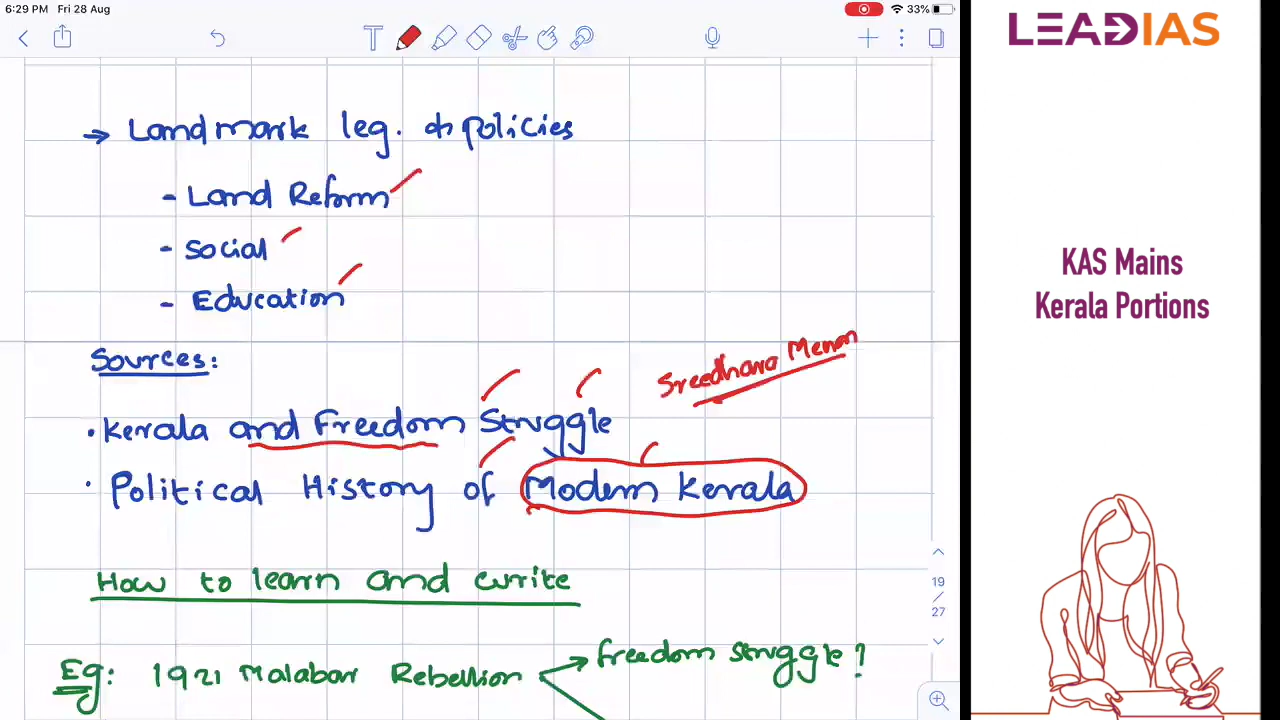 6:29 PM Fri 28 Aug
33%
LEADIAS
→ Landmark leg. & policies
- Land Reform
- Social
- Education
Sources:
Sreedhara Menon
• Kerala and Freedom Struggle
• Political History of Modern Kerala
How to learn and write
Eg: 1921 Malabar Rebellion → freedom struggle?
KAS Mains
Kerala Portions
19
/
27